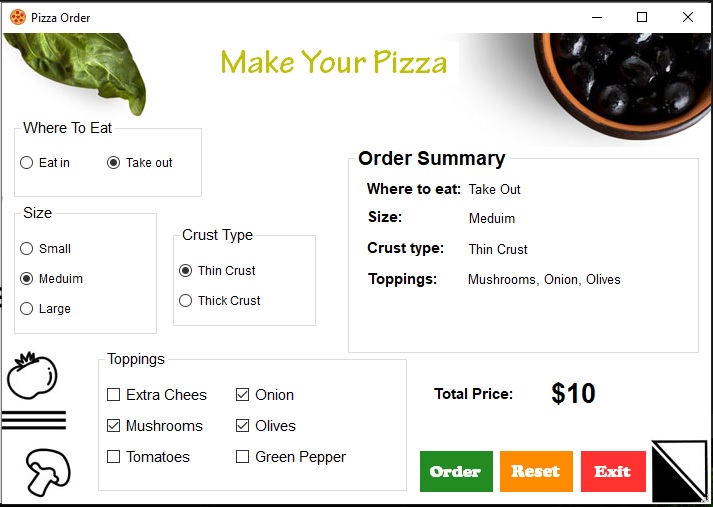 Pizza Order
Make Your Pizza
Where To Eat
Eat in
Take out
Size
Small
Meduim
Large
Crust Type
Thin Crust
Thick Crust
Order Summary
Where to eat: Take Out
Size: Meduim
Crust type: Thin Crust
Toppings: Mushrooms, Onion, Olives
Toppings
Extra Chees
Onion
Mushrooms
Olives
Tomatoes
Green Pepper
Total Price: $10
Order
Reset
Exit